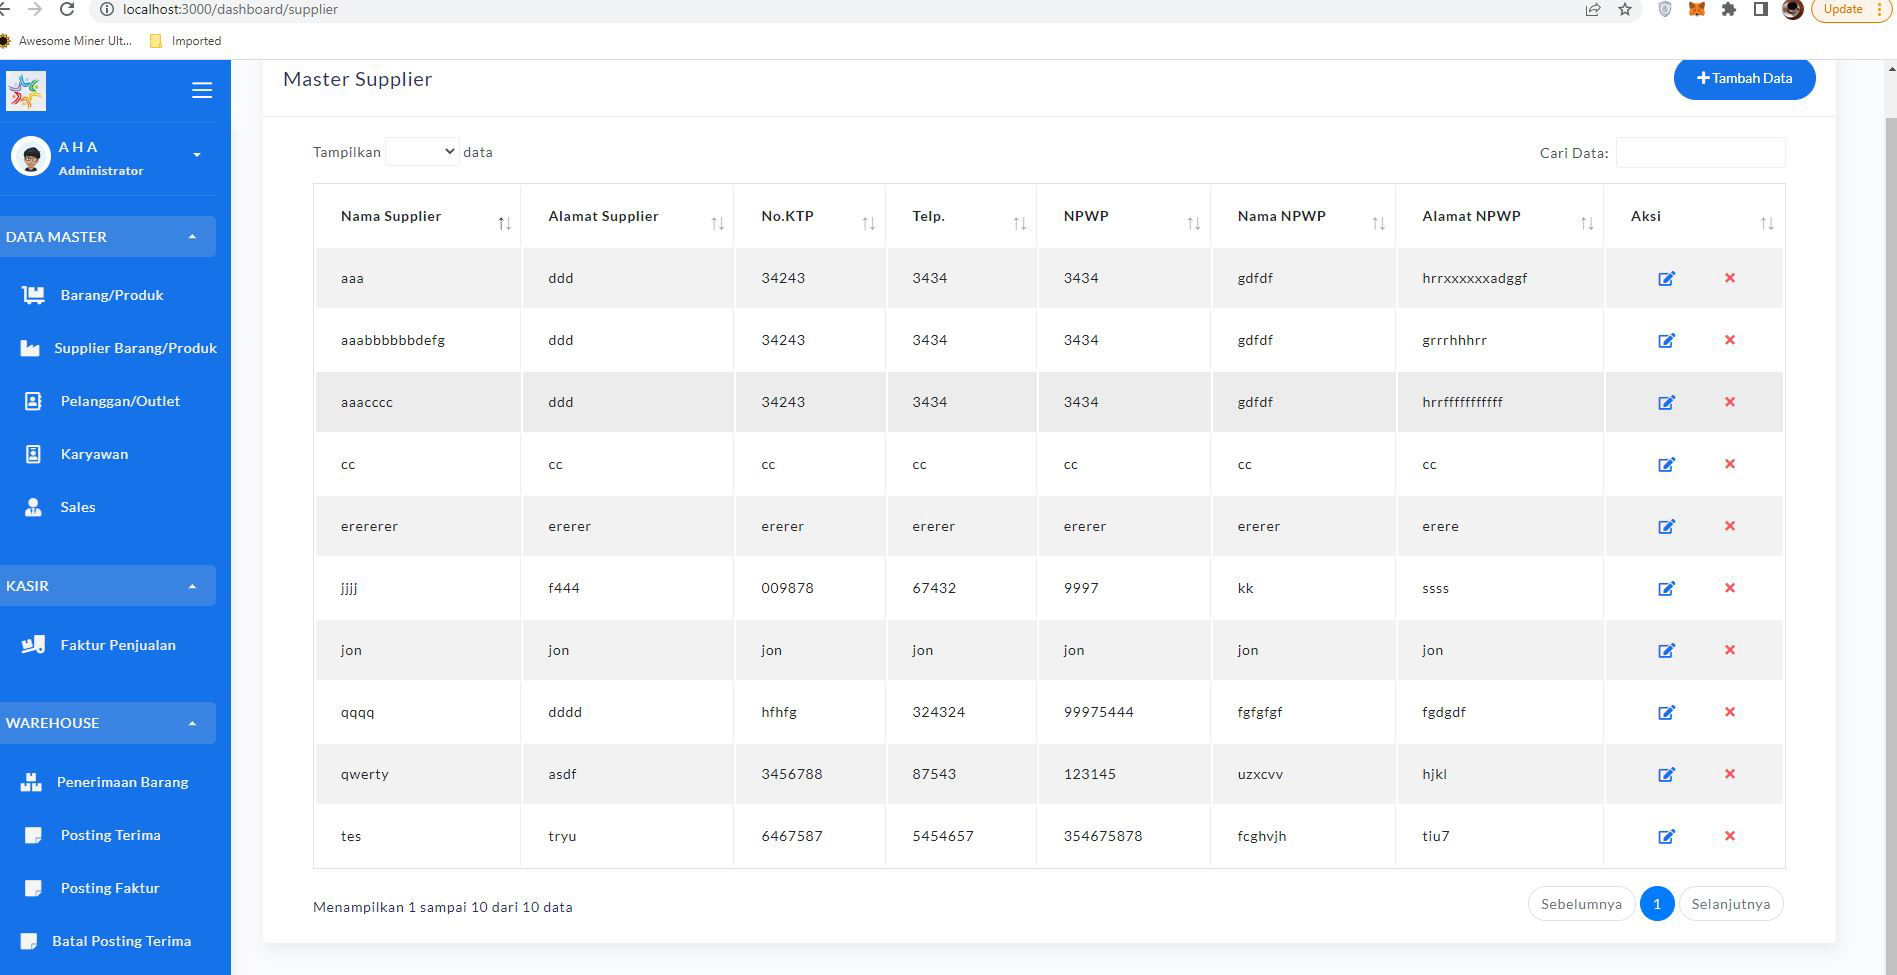 localhost:3000/dashboard/supplier
Update
Awesome Miner Ult...
Imported
A H A
Administrator
DATA MASTER
Barang/Produk
Supplier Barang/Produk
Pelanggan/Outlet
Karyawan
Sales
KASIR
Faktur Penjualan
WAREHOUSE
Penerimaan Barang
Posting Terima
Posting Faktur
Batal Posting Terima
Master Supplier
Tambah Data
Tampilkan data
Cari Data:
Nama Supplier Alamat Supplier No.KTP Telp. NPWP Nama NPWP Alamat NPWP Aksi
aaa ddd 34243 3434 3434 gdfdf hrrxxxxxxadggf
aaabbbbbbdefg ddd 34243 3434 3434 gdfdf grrrhhhrr
aaacccc ddd 34243 3434 3434 gdfdf hrrfffffffffff
cc cc cc cc cc cc cc
erererer ererer ererer ererer ererer ererer erere
jjjj f444 009878 67432 9997 kk ssss
jon jon jon jon jon jon jon
qqqq dddd hfhfg 324324 99975444 fgfgfgf fgdgdf
qwerty asdf 3456788 87543 123145 uzxcvv hjkl
tes tryu 6467587 5454657 354675878 fcghvjh tiu7
Menampilkan 1 sampai 10 dari 10 data
Sebelumnya 1 Selanjutnya